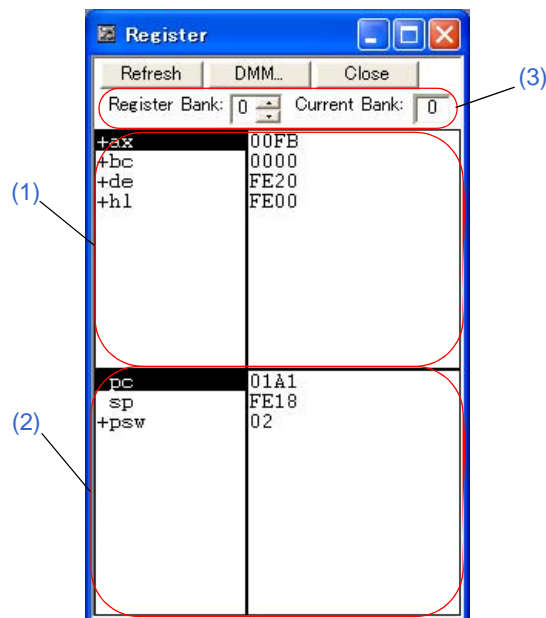 Register
Refresh DMM... Close
(3)
Register Bank: 0 Current Bank: 0
+ax 00FB
+bc 0000
+de FE20
(1)
+hl FE00
pc 01A1
sp FE18
(2)
+psw 02